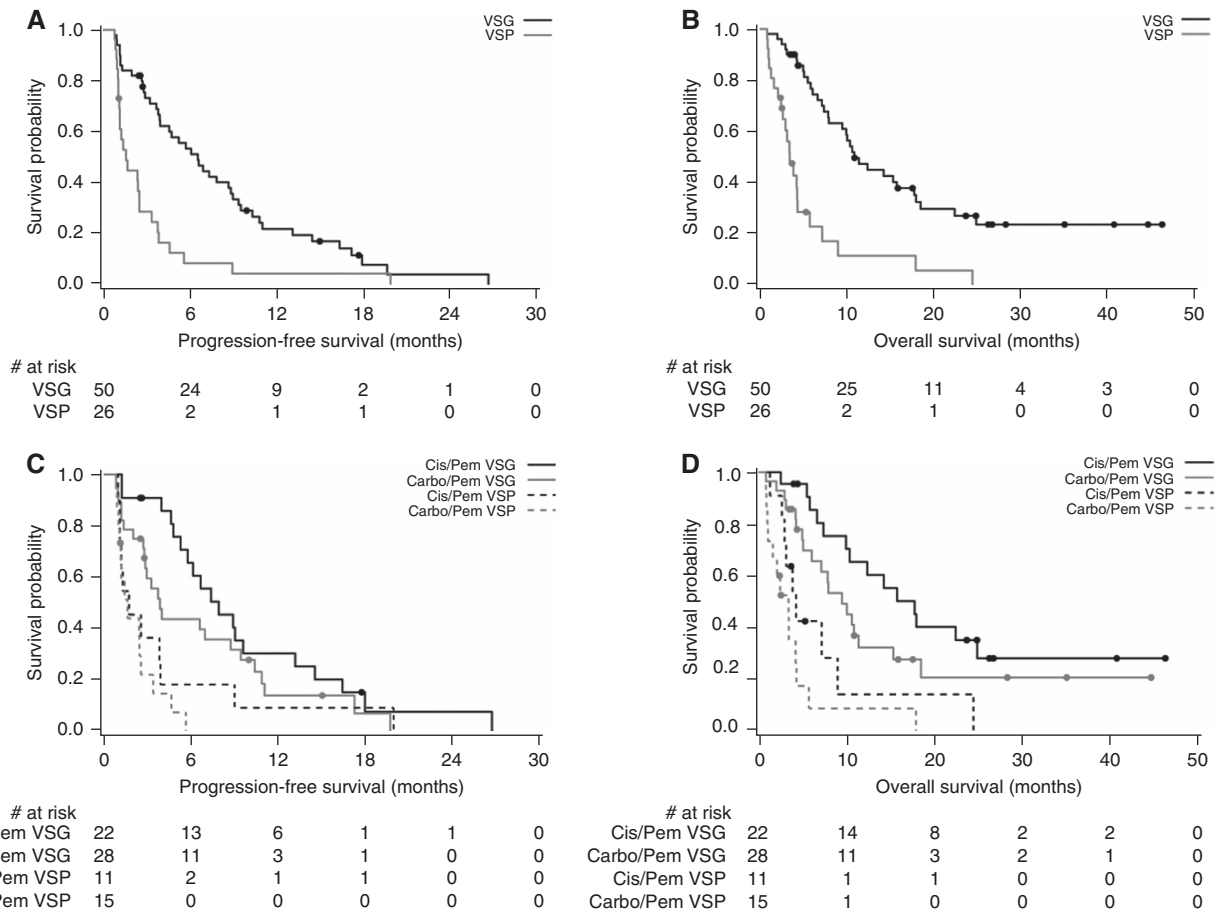 A
VSG
VSP
1.0
0.8
0.6
0.4
0.2
0.0
Survival probability
0 6 12 18 24 30
Progression-free survival (months)
# at risk
VSG 50 24 9 2 1 0
VSP 26 2 1 1 0 0
B
VSG
VSP
1.0
0.8
0.6
0.4
0.2
0.0
Survival probability
0 10 20 30 40 50
Overall survival (months)
# at risk
VSG 50 25 11 4 3 0
VSP 26 2 1 0 0 0
C
Cis/Pem VSG
Carbo/Pem VSG
Cis/Pem VSP
Carbo/Pem VSP
1.0
0.8
0.6
0.4
0.2
0.0
Survival probability
0 6 12 18 24 30
Progression-free survival (months)
# at risk
em VSG 22 13 6 1 1 0
em VSG 28 11 3 1 0 0
Pem VSP 11 2 1 1 0 0
Pem VSP 15 0 0 0 0 0
D
Cis/Pem VSG
Carbo/Pem VSG
Cis/Pem VSP
Carbo/Pem VSP
1.0
0.8
0.6
0.4
0.2
0.0
Survival probability
0 10 20 30 40 50
Overall survival (months)
# at risk
Cis/Pem VSG 22 14 8 2 2 0
Carbo/Pem VSG 28 11 3 2 1 0
Cis/Pem VSP 11 1 1 0 0 0
Carbo/Pem VSP 15 1 0 0 0 0